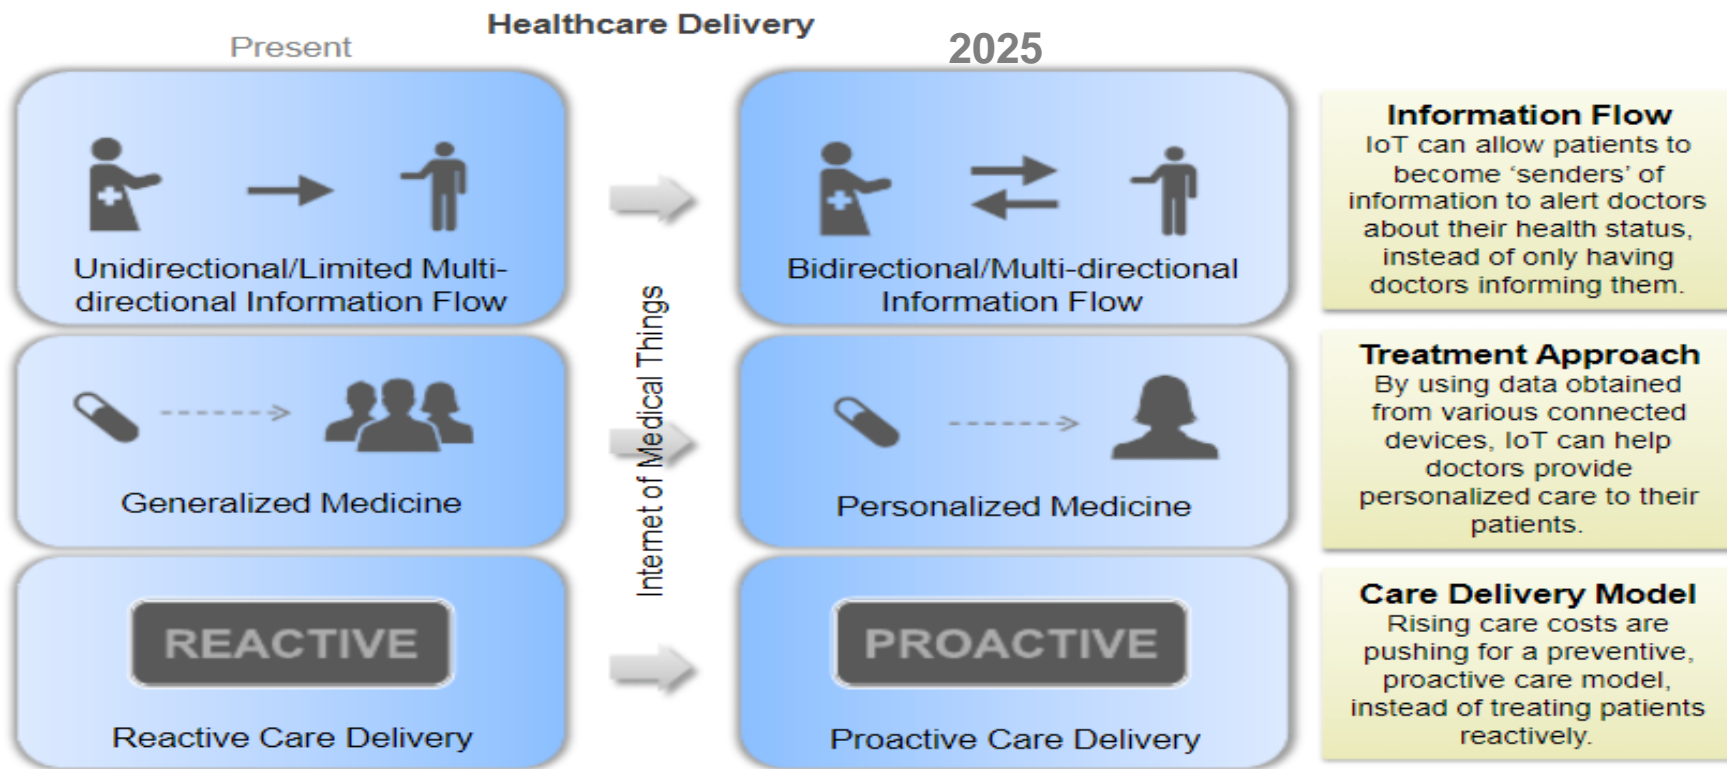 Healthcare Delivery
Present
2025
Unidirectional/Limited Multi-
directional Information Flow
Bidirectional/Multi-directional
Information Flow
Information Flow
IoT can allow patients to
become ‘senders’ of
information to alert doctors
about their health status,
instead of only having
doctors informing them.
Internet of Medical Things
Generalized Medicine
Personalized Medicine
Treatment Approach
By using data obtained
from various connected
devices, IoT can help
doctors provide
personalized care to their
patients.
REACTIVE
Reactive Care Delivery
PROACTIVE
Proactive Care Delivery
Care Delivery Model
Rising care costs are
pushing for a preventive,
proactive care model,
instead of treating patients
reactively.